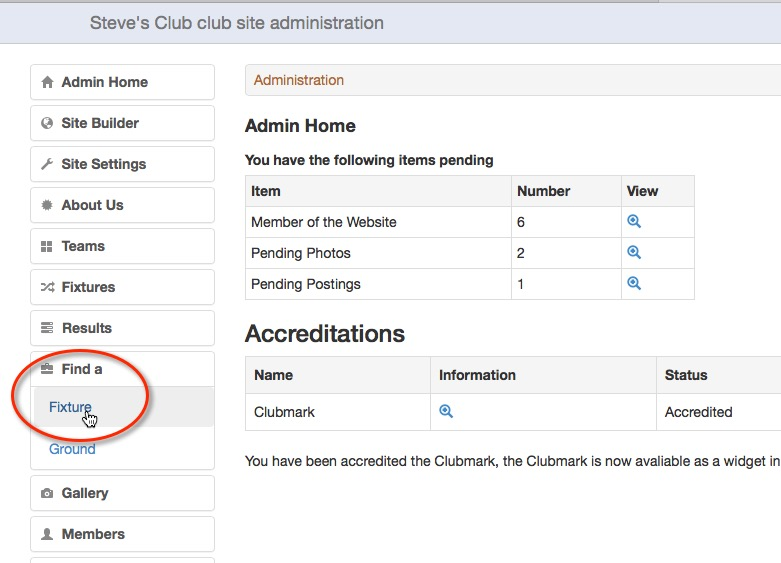 Steve's Club club site administration
Admin Home
Site Builder
Site Settings
About Us
Teams
Fixtures
Results
Find a
Fixture
Ground
Gallery
Members
Administration
Admin Home
You have the following items pending
Item Number View
Member of the Website 6
Pending Photos 2
Pending Postings 1
Accreditations
Name Information Status
Clubmark Accredited
You have been accredited the Clubmark, the Clubmark is now avaliable as a widget in